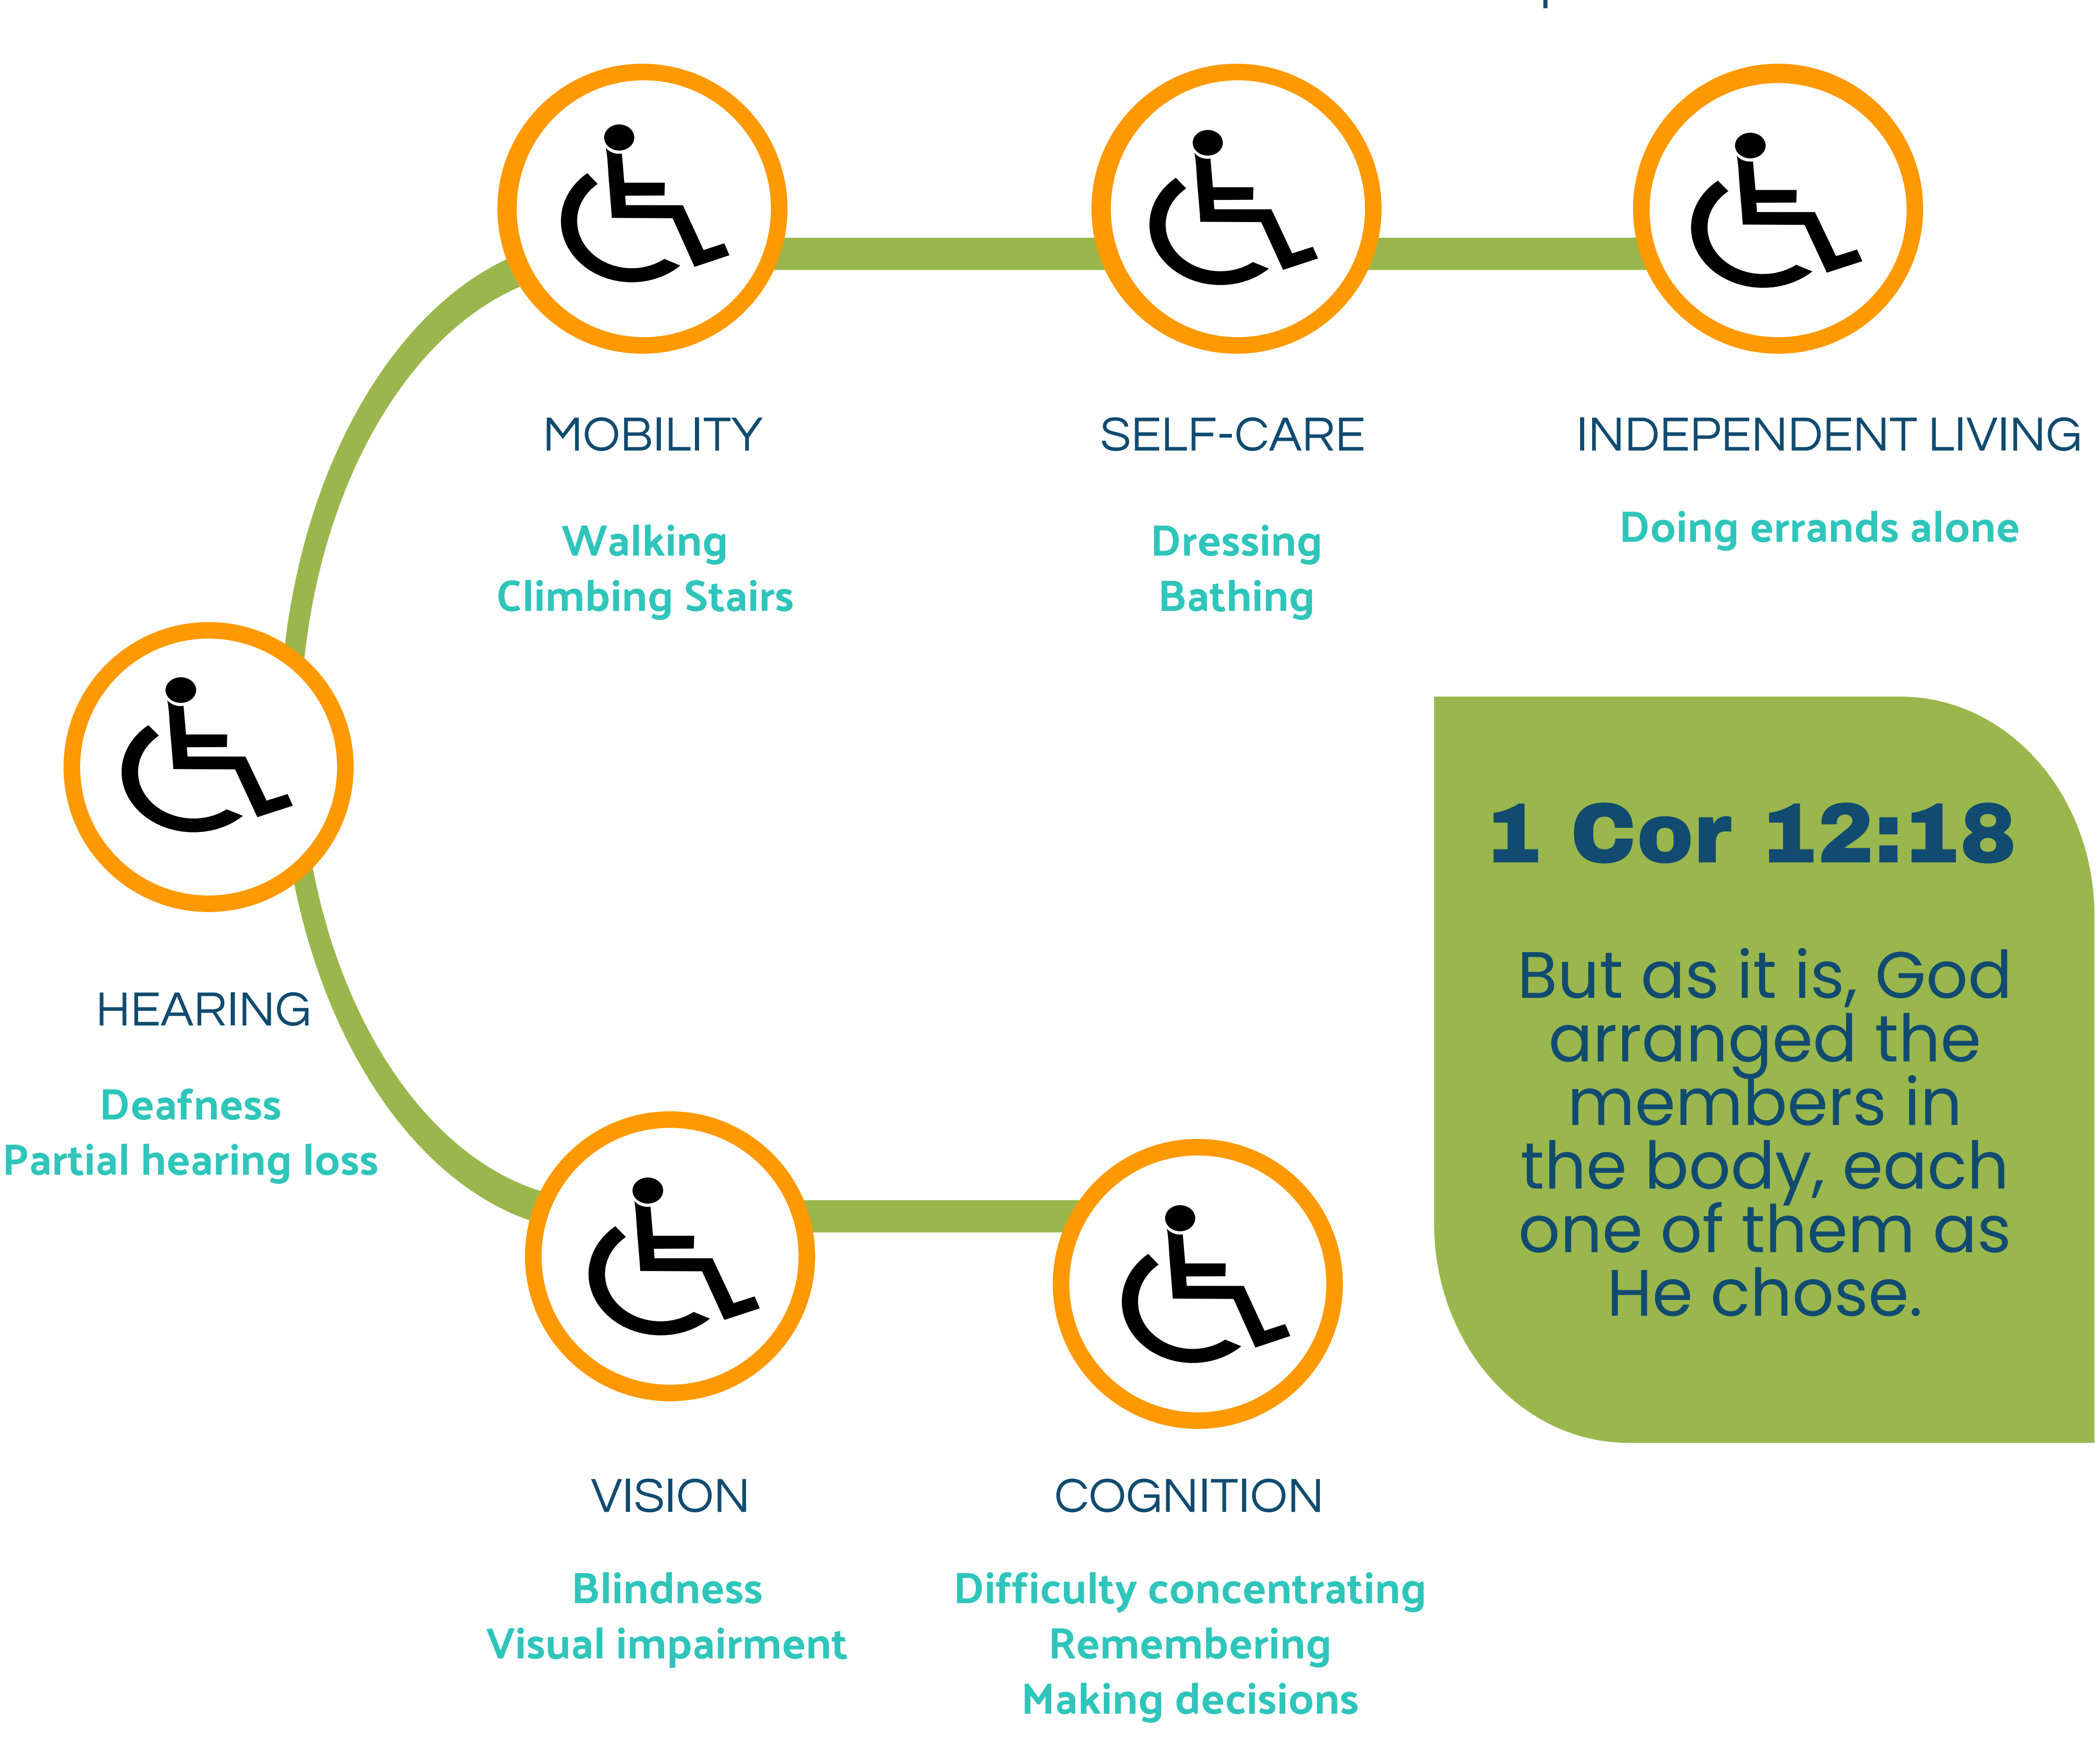 MOBILITY
Walking
Climbing Stairs
SELF-CARE
Dressing
Bathing
INDEPENDENT LIVING
Doing errands alone
HEARING
Deafness
Partial hearing loss
VISION
Blindness
Visual impairment
COGNITION
Difficulty concentrating
Remembering
Making decisions
1 Cor 12:18
But as it is, God
arranged the
members in
the body, each
one of them as
He chose.